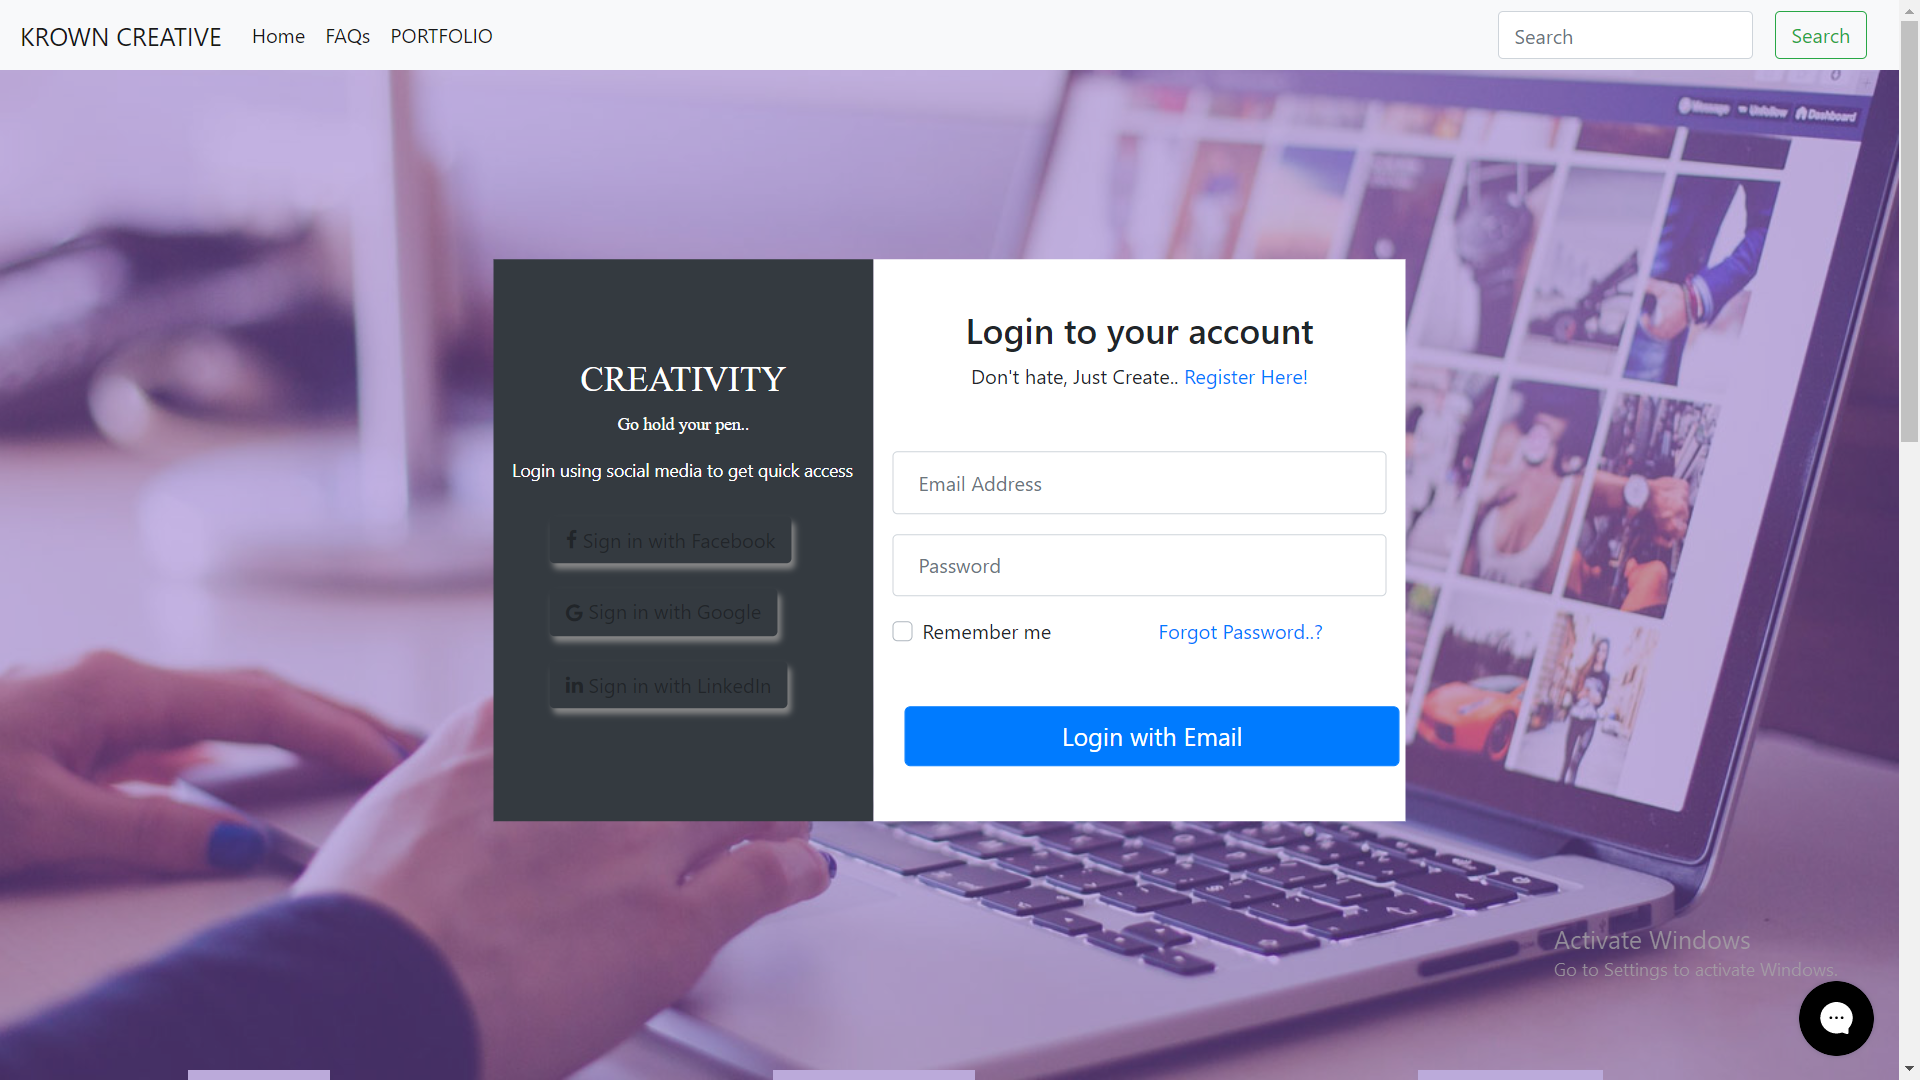 KROWN CREATIVE Home FAQs PORTFOLIO Search Search
Message Unfollow Dashboard
CREATIVITY
Go hold your pen..
Login using social media to get quick access
Sign in with Facebook
Sign in with Google
Sign in with LinkedIn
Login to your account
Don't hate, Just Create.. Register Here!
Email Address
Password
Remember me Forgot Password..?
Login with Email
Activate Windows
Go to Settings to activate Windows.